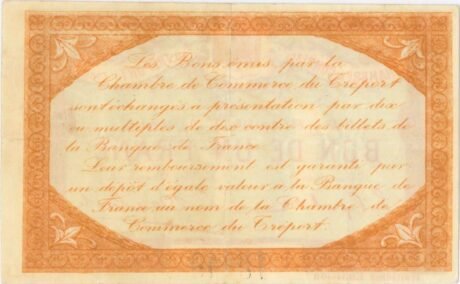 Les Bons émis par la
Chambre de Commerce du Tréport
sont échangés à présentation par dix
ou multiples de dix contre des billets de
la Banque de France
Leur remboursement est garanti par
un dépôt d'égale valeur à la Banque de
France au nom de la Chambre de
Commerce du Tréport